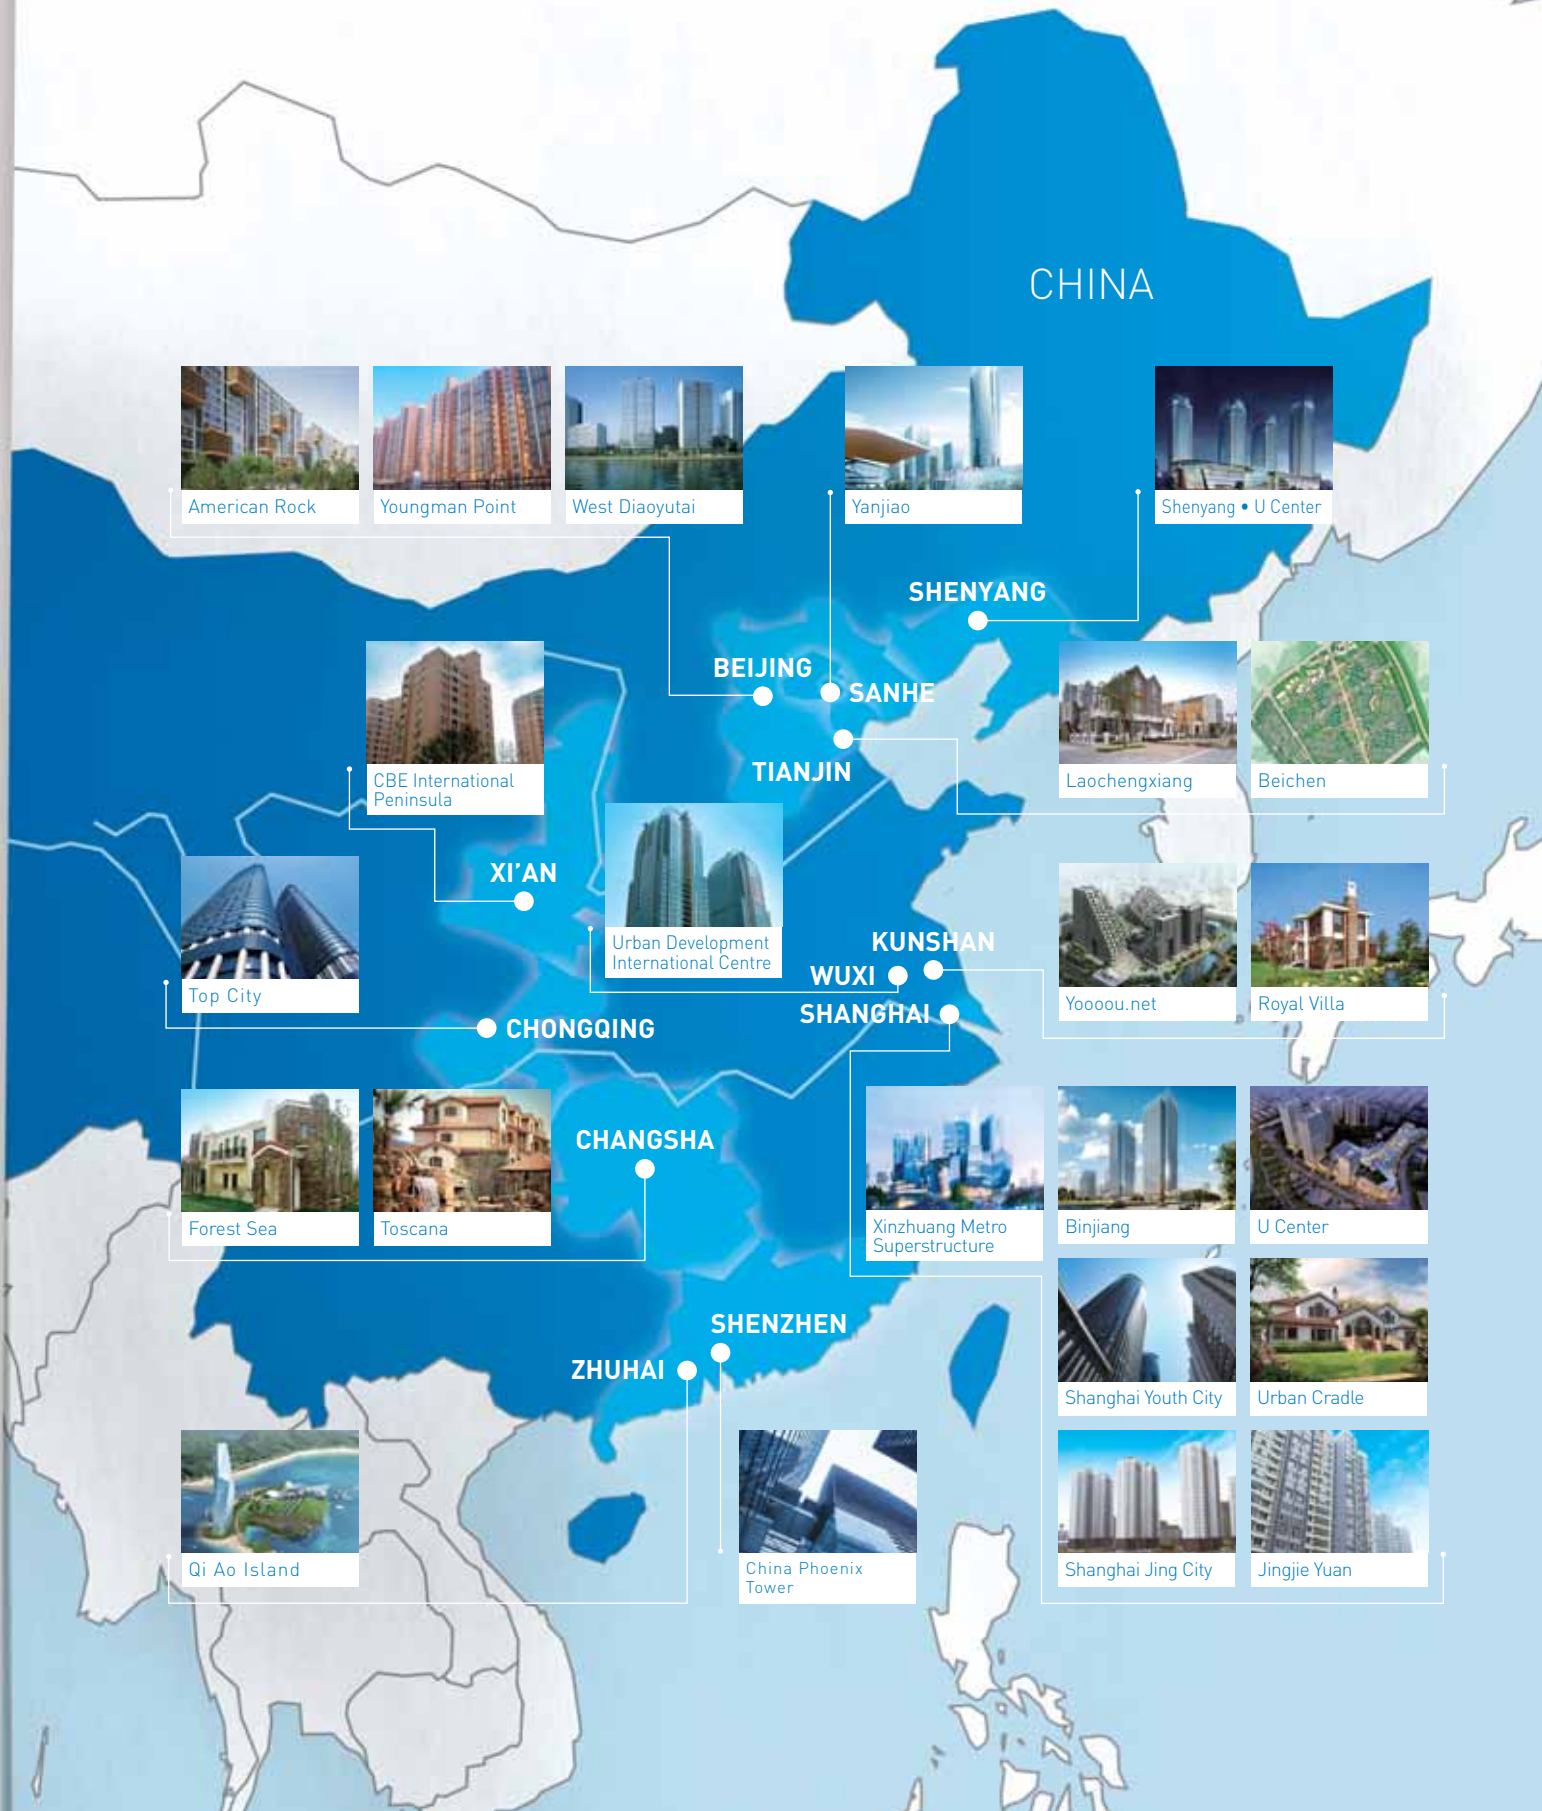 CHINA
American Rock
Youngman Point
West Diaoyutai
Yanjiao
Shenyang • U Center
SHENYANG
BEIJING
SANHE
TIANJIN
CBE International
Peninsula
Laochengxiang
Beichen
XI'AN
Urban Development
International Centre
Top City
KUNSHAN
WUXI
SHANGHAI
Yoooou.net
Royal Villa
CHONGQING
Forest Sea
Toscana
CHANGSHA
Xinzhuang Metro
Superstructure
Binjiang
U Center
SHENZHEN
ZHUHAI
Shanghai Youth City
Urban Cradle
Qi Ao Island
China Phoenix
Tower
Shanghai Jing City
Jingjie Yuan